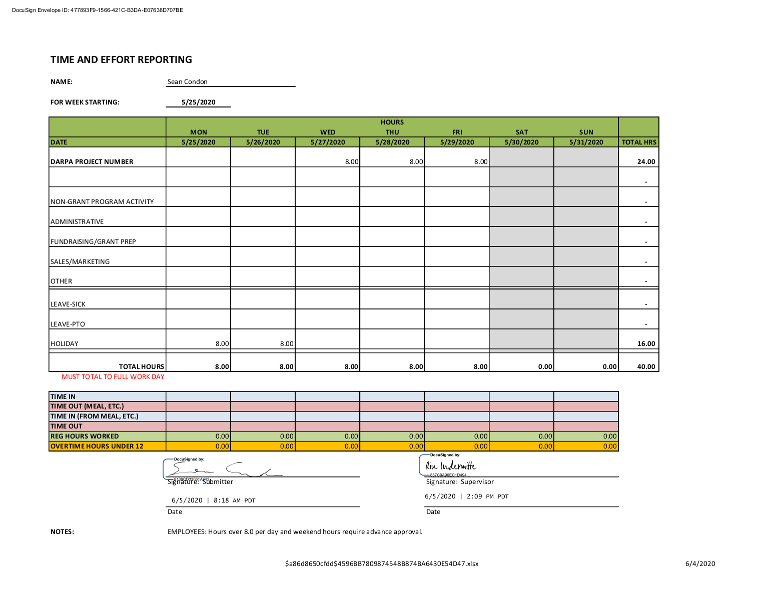 DocuSign Envelope ID: 477893F9-1566-421C-B3DA-E07638D707BE
TIME AND EFFORT REPORTING
NAME: Sean Condon
FOR WEEK STARTING: 5/25/2020
HOURS
MON TUE WED THU FRI SAT SUN
DATE 5/25/2020 5/26/2020 5/27/2020 5/28/2020 5/29/2020 5/30/2020 5/31/2020 TOTAL HRS
DARPA PROJECT NUMBER 8.00 8.00 8.00 24.00
-
NON-GRANT PROGRAM ACTIVITY -
ADMINISTRATIVE -
FUNDRAISING/GRANT PREP -
SALES/MARKETING -
OTHER -
LEAVE-SICK -
LEAVE-PTO -
HOLIDAY 8.00 8.00 16.00
TOTAL HOURS 8.00 8.00 8.00 8.00 8.00 0.00 0.00 40.00
MUST TOTAL TO FULL WORK DAY
TIME IN
TIME OUT (MEAL, ETC.)
TIME IN (FROM MEAL, ETC.)
TIME OUT
REG HOURS WORKED 0.00 0.00 0.00 0.00 0.00 0.00 0.00
OVERTIME HOURS UNDER 12 0.00 0.00 0.00 0.00 0.00 0.00 0.00
DocuSigned by: DocuSigned by:
Signature: Submitter Signature: Supervisor
6/5/2020 | 8:18 AM PDT 6/5/2020 | 2:09 PM PDT
Date Date
NOTES: EMPLOYEES: Hours over 8.0 per day and weekend hours require advance approval.
$a86d8650cfdd$4596BB7809874548B874BA6430E54D47.xlsx 6/4/2020